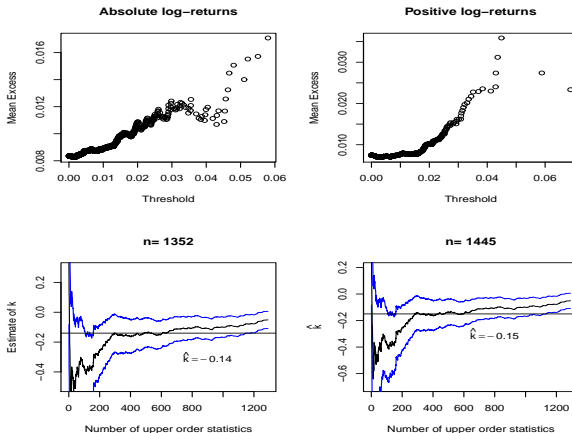 Absolute log-returns
Mean Excess
0.008 0.012 0.016
0.00 0.01 0.02 0.03 0.04 0.05 0.06
Threshold
Positive log-returns
Mean Excess
0.010 0.020 0.030
0.00 0.02 0.04 0.06
Threshold
n= 1352
Estimate of k
-0.4 -0.2 0.0 0.2
k̂=−0.14
0 200 400 600 800 1000 1200
Number of upper order statistics
n= 1445
k̂
-0.6 -0.4 -0.2 0.0 0.2
k̂=−0.15
0 200 400 600 800 1000 1200
Number of upper order statistics